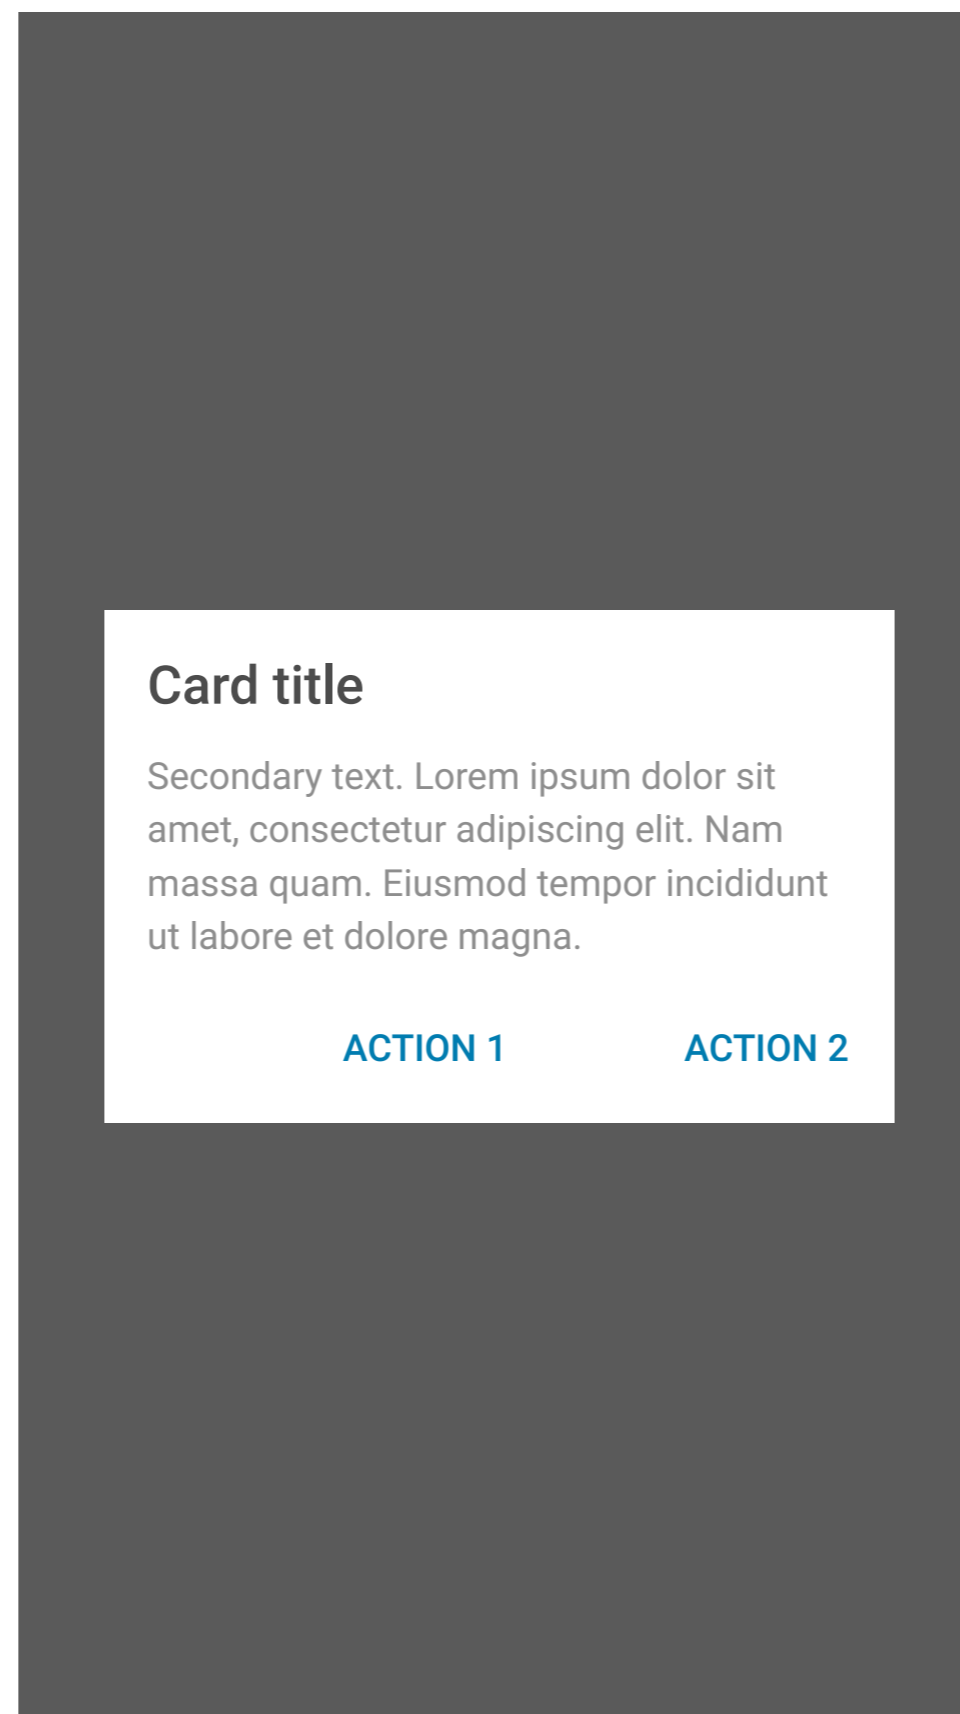 Card title
Secondary text. Lorem ipsum dolor sit
amet, consectetur adipiscing elit. Nam
massa quam. Eiusmod tempor incididunt
ut labore et dolore magna.
ACTION 1 ACTION 2